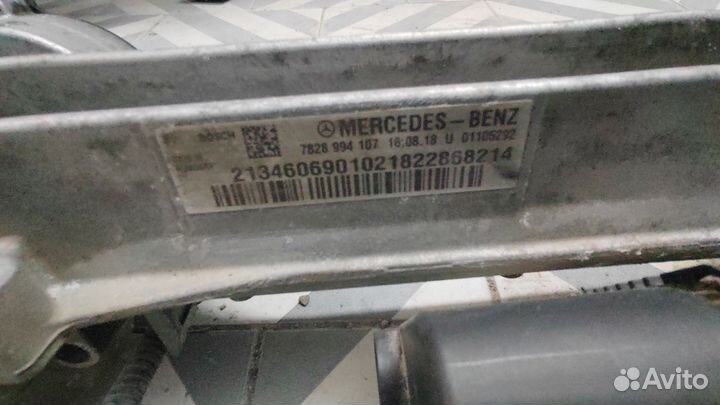 BOSCH MERCEDES-BENZ
7828 994 107 16.08.18 U 01105292
2134606901021822868214
Avito